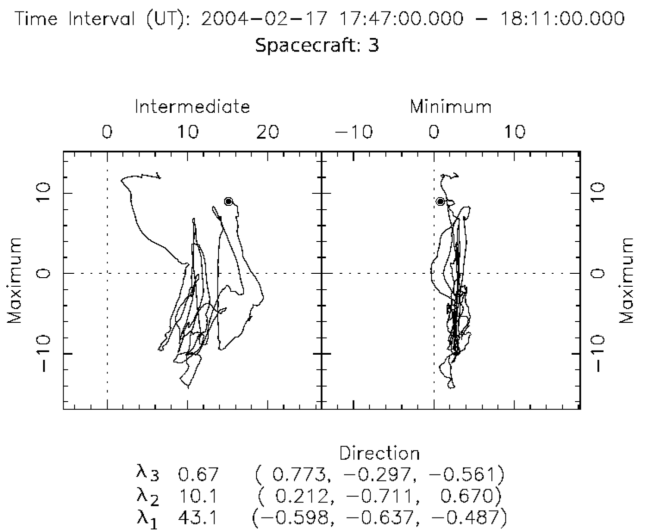 Time Interval (UT): 2004−02−17 17:47:00.000 − 18:11:00.000
Spacecraft: 3
Intermediate Minimum
0 10 20 −10 0 10
Maximum 10 0 −10
10 0 −10 Maximum
Direction
λ3 0.67 ( 0.773, −0.297, −0.561)
λ2 10.1 ( 0.212, −0.711, 0.670)
λ1 43.1 (−0.598, −0.637, −0.487)